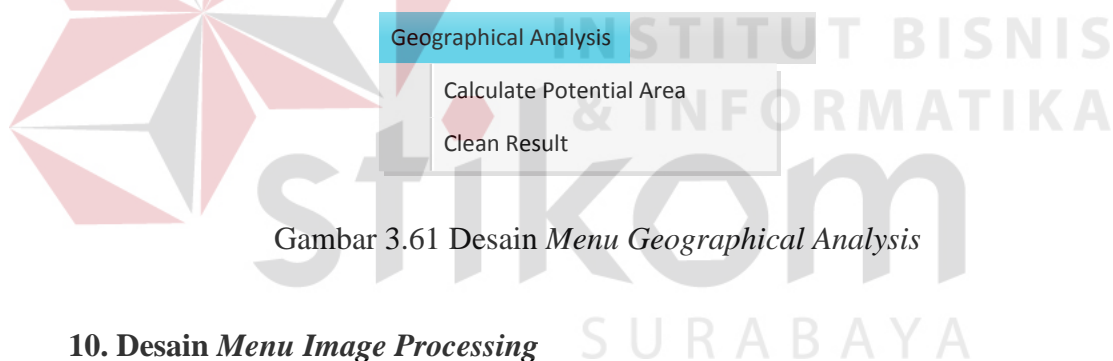 INSTITUT BISNIS
& INFORMATIKA
stikom
SURABAYA
Geographical Analysis
Calculate Potential Area
Clean Result
Gambar 3.61 Desain Menu Geographical Analysis
10. Desain Menu Image Processing